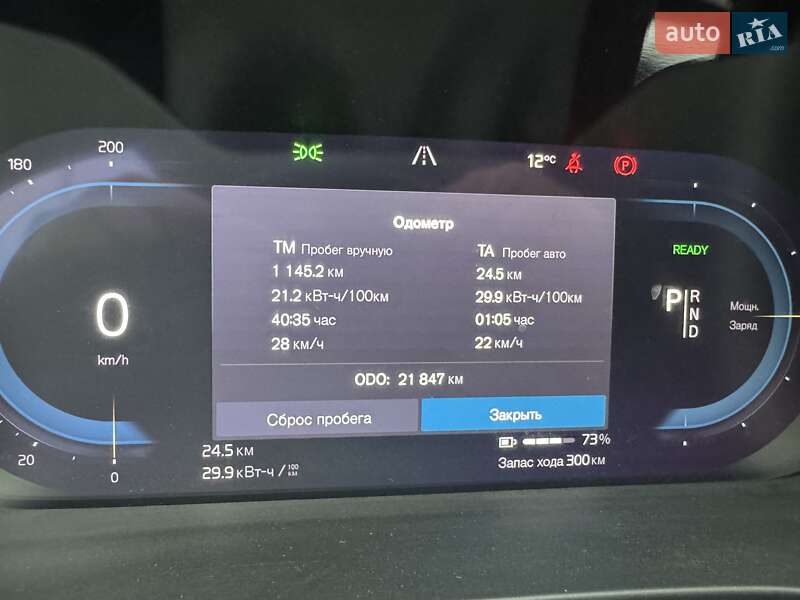 auto RIA .com
200
180
12°C
Одометр
TM Пробег вручную
TA Пробег авто
1 145.2 км
24.5 км
21.2 кВт-ч/100км
29.9 кВт-ч/100км
40:35 час
01:05 час
28 км/ч
22 км/ч
ODO: 21 847 км
Сброс пробега
Закрыть
0
km/h
READY
P R N D
Мощн.
Заряд
20
0
24.5 км
29.9 кВт-ч / 100 км
73%
Запас хода 300 км